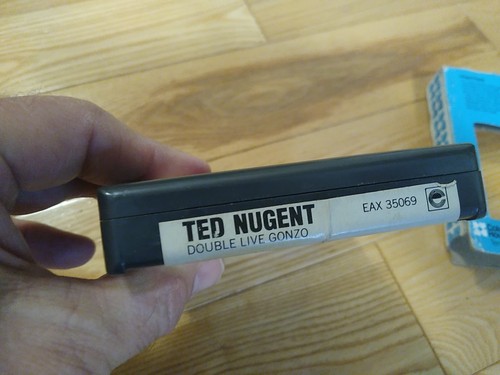 TED NUGENT
DOUBLE LIVE GONZO
EAX 35069
e